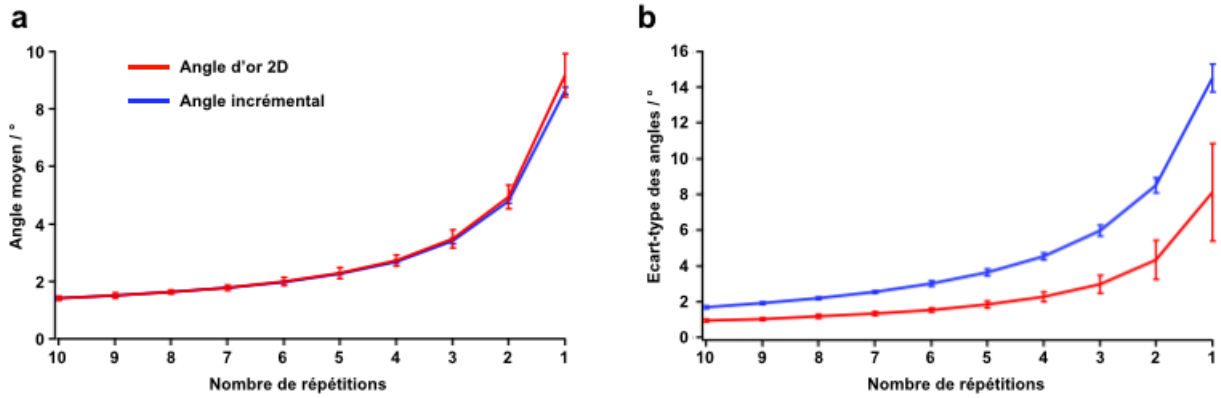 a
b
Angle moyen / °
10
8
6
4
2
0
Angle d'or 2D
Angle incrémental
10 9 8 7 6 5 4 3 2 1
Nombre de répétitions
Ecart-type des angles / °
16
14
12
10
8
6
4
2
0
10 9 8 7 6 5 4 3 2 1
Nombre de répétitions